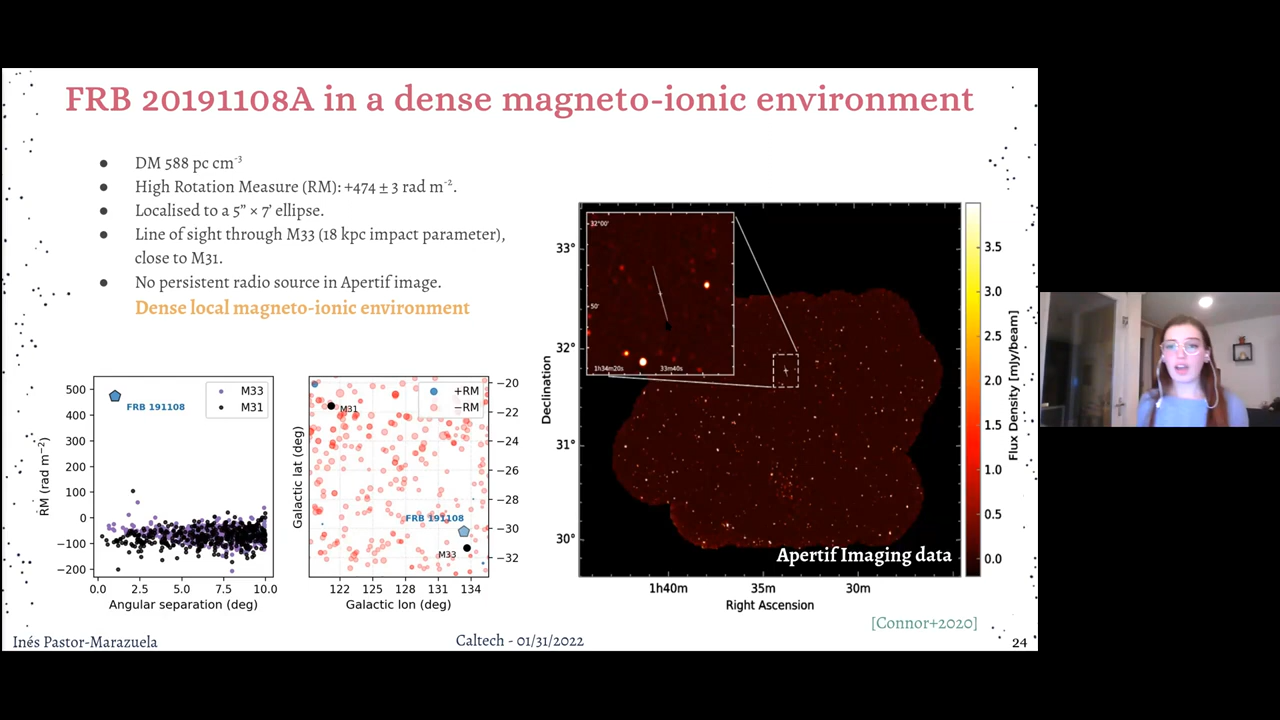 FRB 20191108A in a dense magneto-ionic environment
● DM 588 pc cm⁻³
● High Rotation Measure (RM): +474 ± 3 rad m⁻².
● Localised to a 5” × 7’ ellipse.
● Line of sight through M33 (18 kpc impact parameter),
close to M31.
● No persistent radio source in Apertif image.
Dense local magneto-ionic environment
500
400
300
200
100
0
−100
−200
RM (rad m⁻²)
FRB 191108
M33
M31
0.0 2.5 5.0 7.5 10.0
Angular separation (deg)
Galactic lat (deg)
M31
+RM
−RM
FRB 191108
M33
−20
−22
−24
−26
−28
−30
−32
122 125 128 131 134
Galactic lon (deg)
33°
32°
31°
30°
Declination
32°00'
50'
1h34m20s 33m40s
Apertif Imaging data
1h40m 35m 30m
Right Ascension
3.5
3.0
2.5
2.0
1.5
1.0
0.5
0.0
Flux Density [mJy/beam]
[Connor+2020]
Inés Pastor-Marazuela
Caltech - 01/31/2022
24